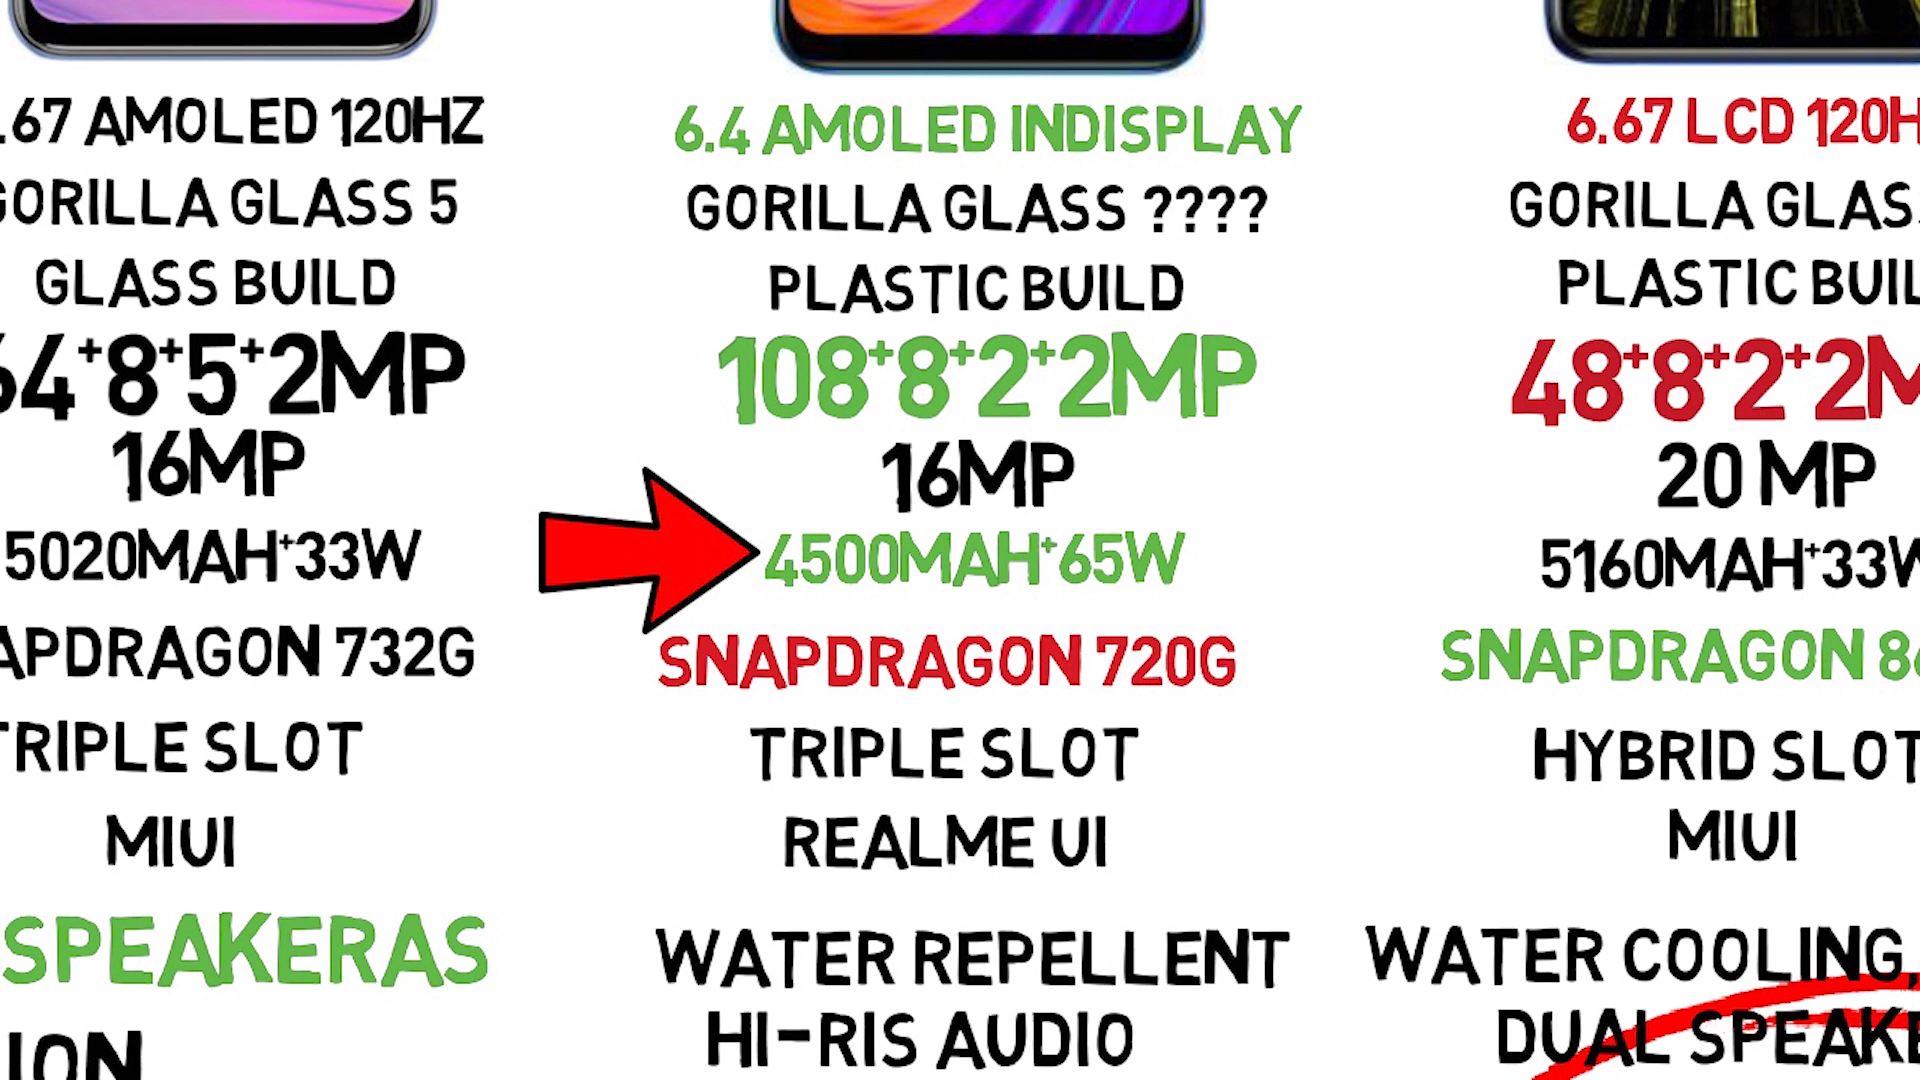 .67 AMOLED 120HZ
GORILLA GLASS 5
GLASS BUILD
64+8+5+2MP
16MP
5020MAH+33W
APDRAGON 732G
TRIPLE SLOT
MIUI
SPEAKERAS
ION
6.4 AMOLED INDISPLAY
GORILLA GLASS ????
PLASTIC BUILD
108+8+2+2MP
16MP
4500MAH+65W
SNAPDRAGON 720G
TRIPLE SLOT
REALME UI
WATER REPELLENT
HI-RIS AUDIO
6.67 LCD 120H
GORILLA GLAS
PLASTIC BUIL
48+8+2+2M
20 MP
5160MAH+33W
SNAPDRAGON 86
HYBRID SLOT
MIUI
WATER COOLING,
DUAL SPEAKE